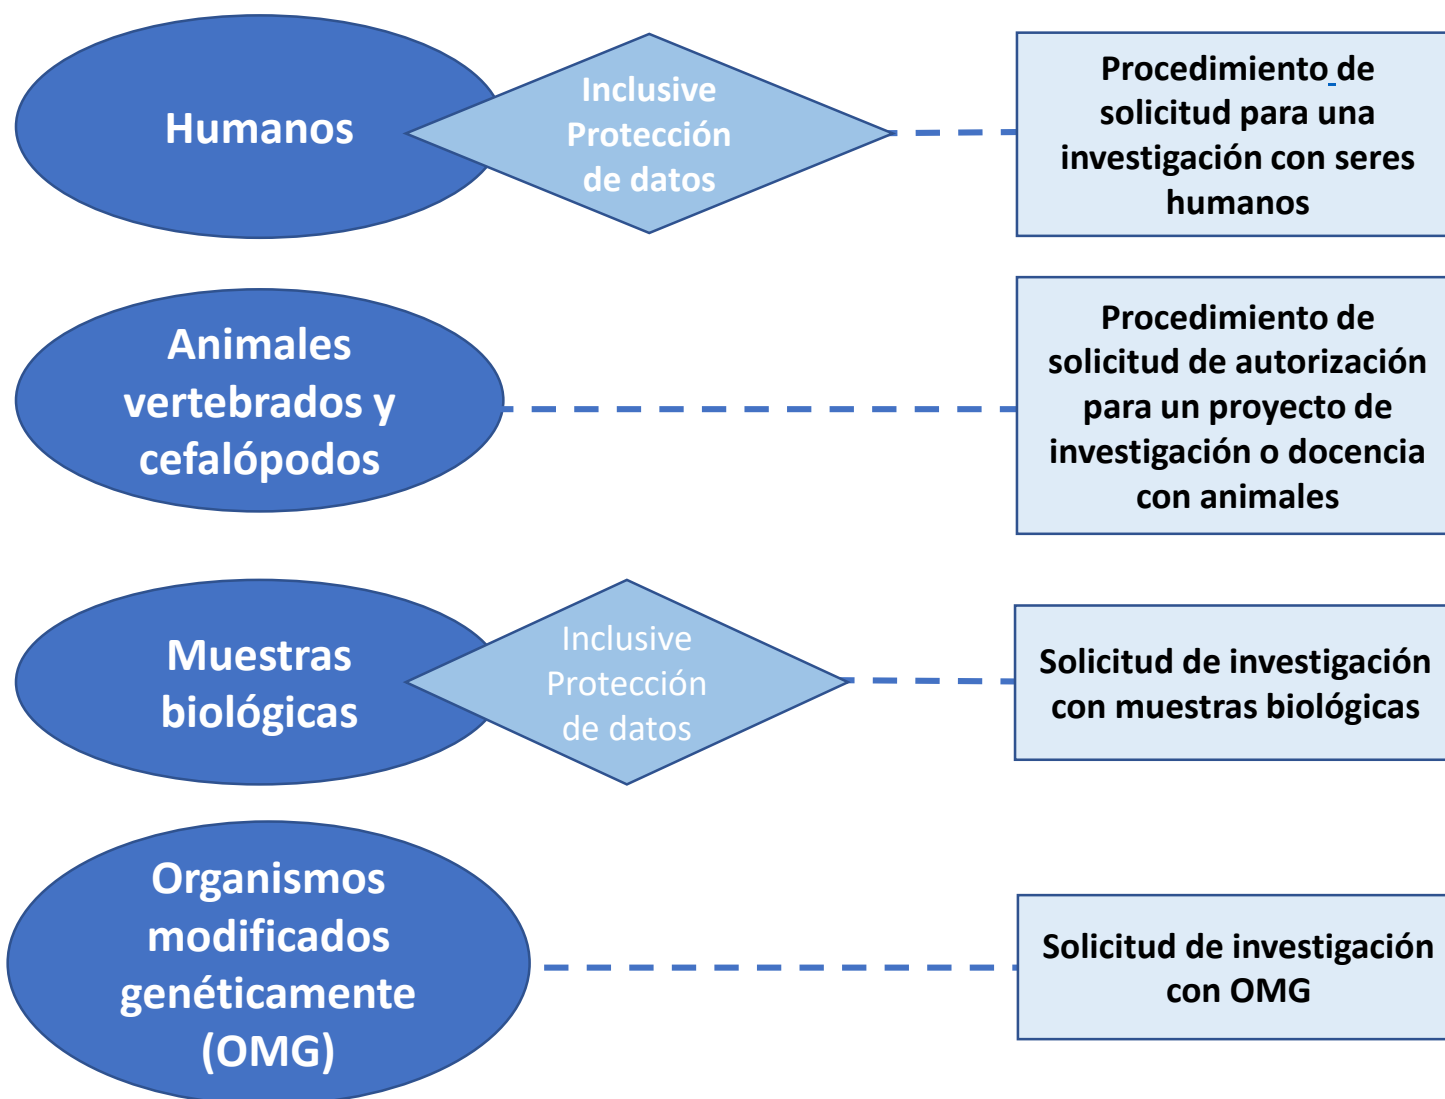 Humanos
Inclusive
Protección
de datos
Procedimiento de
solicitud para una
investigación con seres
humanos
Animales
vertebrados y
cefalópodos
Procedimiento de
solicitud de autorización
para un proyecto de
investigación o docencia
con animales
Muestras
biológicas
Inclusive
Protección
de datos
Solicitud de investigación
con muestras biológicas
Organismos
modificados
genéticamente
(OMG)
Solicitud de investigación
con OMG